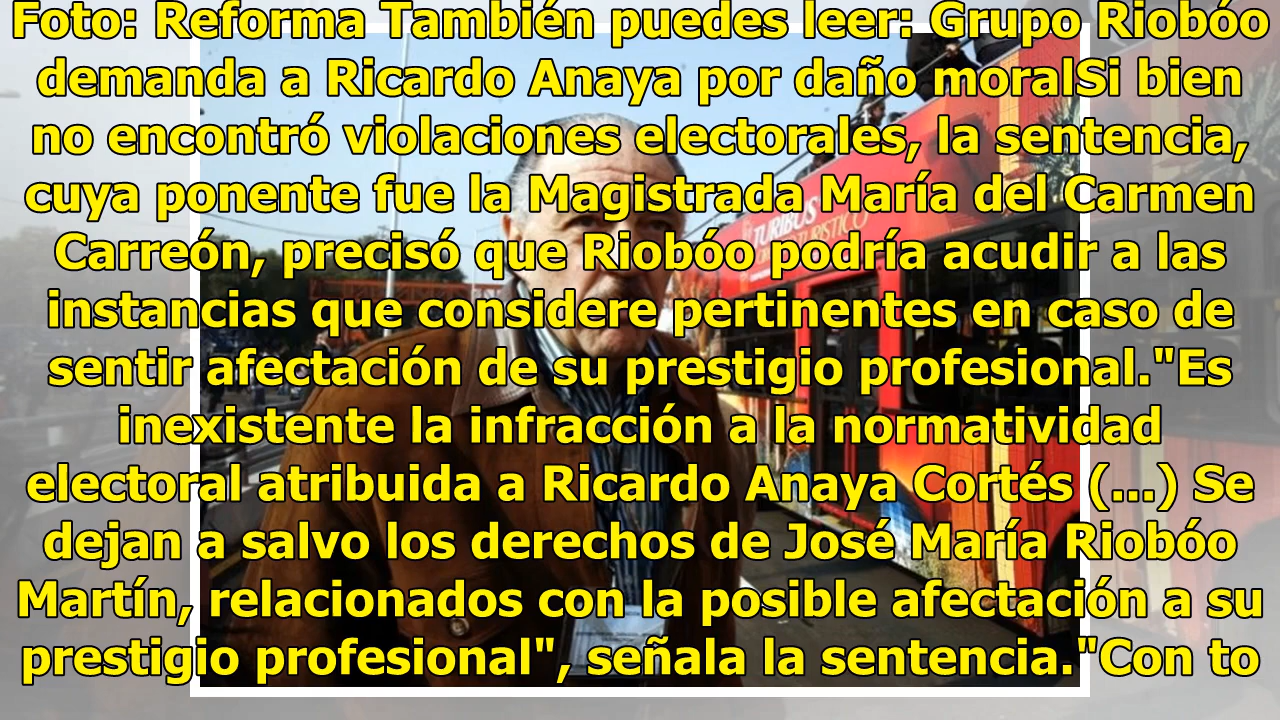 Foto: Reforma También puedes leer: Grupo Riobóo
demanda a Ricardo Anaya por daño moralSi bien
no encontró violaciones electorales, la sentencia,
cuya ponente fue la Magistrada María del Carmen
Carreón, precisó que Riobóo podría acudir a las
instancias que considere pertinentes en caso de
sentir afectación de su prestigio profesional."Es
inexistente la infracción a la normatividad
electoral atribuida a Ricardo Anaya Cortés (...) Se
dejan a salvo los derechos de José María Riobóo
Martín, relacionados con la posible afectación a su
prestigio profesional", señala la sentencia."Con to
TURIBUS
TURÍSTICO